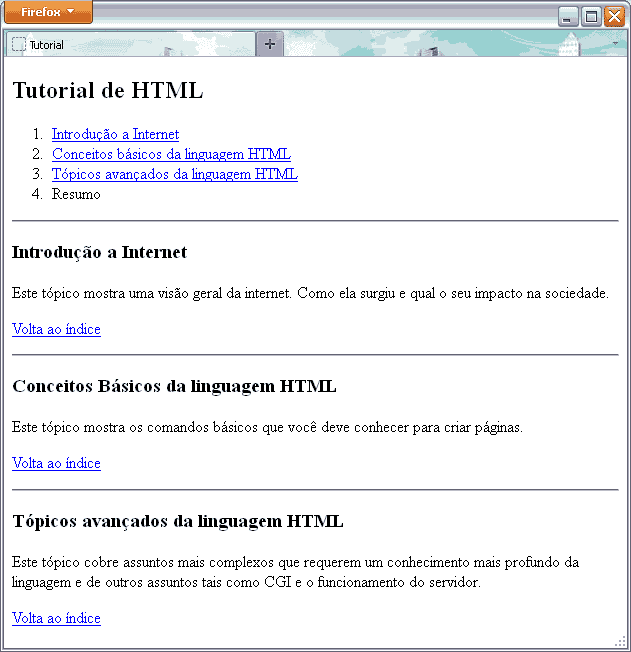 Firefox
Tutorial
Tutorial de HTML
1. Introdução a Internet
2. Conceitos básicos da linguagem HTML
3. Tópicos avançados da linguagem HTML
4. Resumo
Introdução a Internet
Este tópico mostra uma visão geral da internet. Como ela surgiu e qual o seu impacto na sociedade.
Volta ao índice
Conceitos Básicos da linguagem HTML
Este tópico mostra os comandos básicos que você deve conhecer para criar páginas.
Volta ao índice
Tópicos avançados da linguagem HTML
Este tópico cobre assuntos mais complexos que requerem um conhecimento mais profundo da
linguagem e de outros assuntos tais como CGI e o funcionamento do servidor.
Volta ao índice